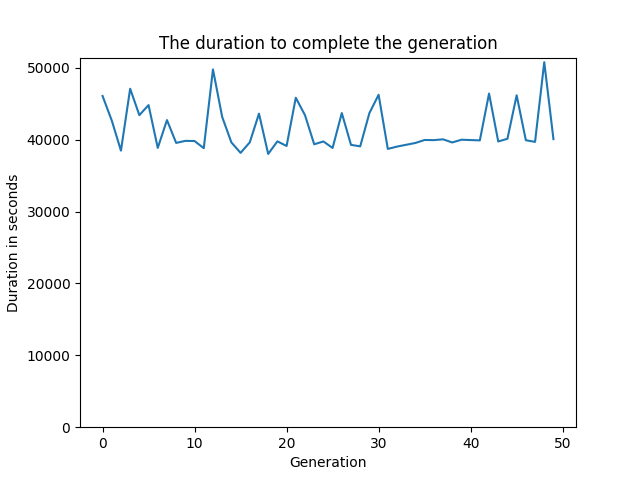 The duration to complete the generation
50000
40000
30000
20000
10000
0
Duration in seconds
0 10 20 30 40 50
Generation